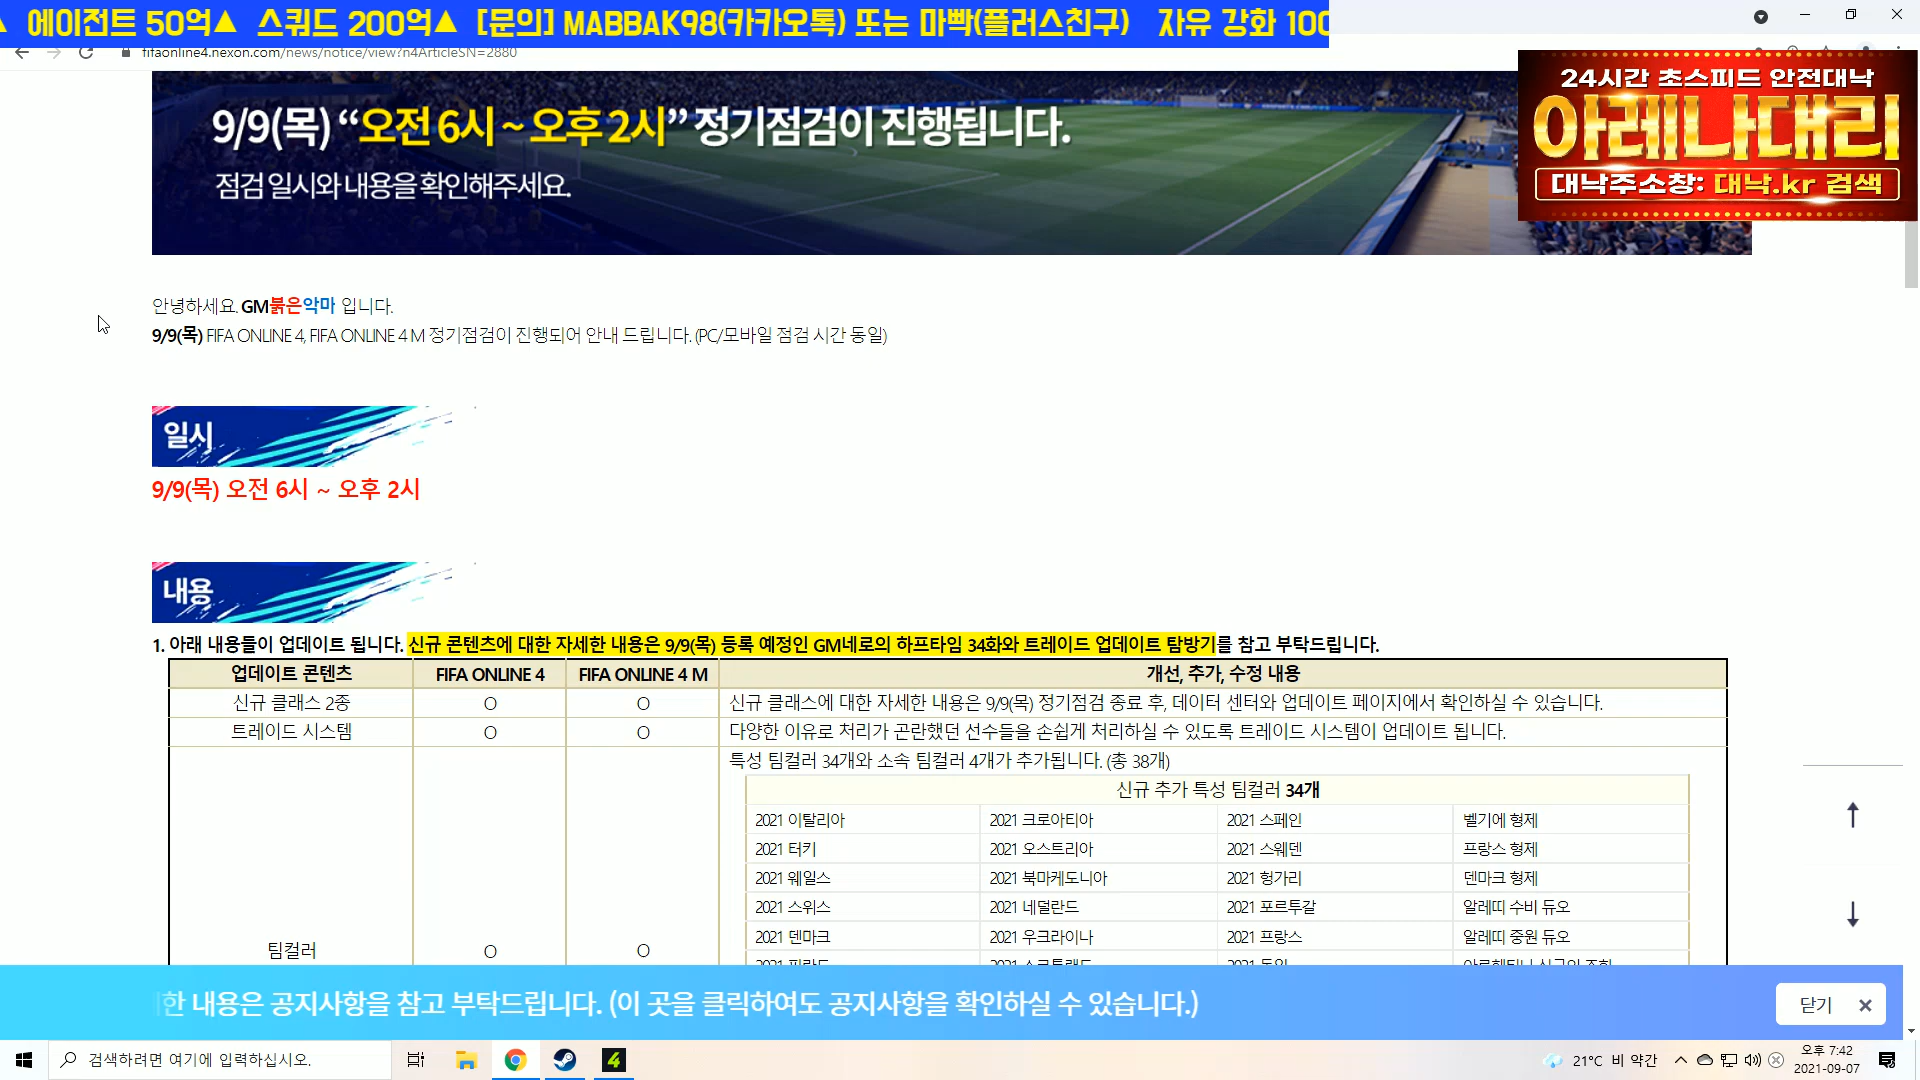 에이전트 50억▲ 스쿼드 200억▲ [문의] MABBAK98(카카오톡) 또는 마빡(플러스친구) 자유 강화 100
fifaonline4.nexon.com/news/notice/view?n4ArticleSN=2880
24시간 초스피드 안전대낙
아레나대리
대낙주소창: 대낙.kr 검색
9/9(목) “오전 6시 ~ 오후 2시” 정기점검이 진행됩니다.
점검 일시와 내용을 확인해주세요.
안녕하세요. GM붉은악마 입니다.
9/9(목) FIFA ONLINE 4, FIFA ONLINE 4 M 정기점검이 진행되어 안내 드립니다. (PC/모바일 점검 시간 동일)
일시
9/9(목) 오전 6시 ~ 오후 2시
내용
1. 아래 내용들이 업데이트 됩니다. 신규 콘텐츠에 대한 자세한 내용은 9/9(목) 등록 예정인 GM네로의 하프타임 34화와 트레이드 업데이트 탐방기를 참고 부탁드립니다.
업데이트 콘텐츠 FIFA ONLINE 4 FIFA ONLINE 4 M 개선, 추가, 수정 내용
신규 클래스 2종 O O 신규 클래스에 대한 자세한 내용은 9/9(목) 정기점검 종료 후, 데이터 센터와 업데이트 페이지에서 확인하실 수 있습니다.
트레이드 시스템 O O 다양한 이유로 처리가 곤란했던 선수들을 손쉽게 처리하실 수 있도록 트레이드 시스템이 업데이트 됩니다.
특성 팀컬러 34개와 소속 팀컬러 4개가 추가됩니다. (총 38개)
신규 추가 특성 팀컬러 34개
2021 이탈리아 2021 크로아티아 2021 스페인 벨기에 형제
2021 터키 2021 오스트리아 2021 스웨덴 프랑스 형제
2021 웨일스 2021 북마케도니아 2021 헝가리 덴마크 형제
2021 스위스 2021 네덜란드 2021 포르투갈 알레띠 수비 듀오
2021 덴마크 2021 우크라이나 2021 프랑스 알레띠 중원 듀오
팀컬러 O O
한 내용은 공지사항을 참고 부탁드립니다. (이 곳을 클릭하여도 공지사항을 확인하실 수 있습니다.)
닫기 ×
검색하려면 여기에 입력하십시오.
4
21°C 비 약간
오후 7:42
2021-09-07